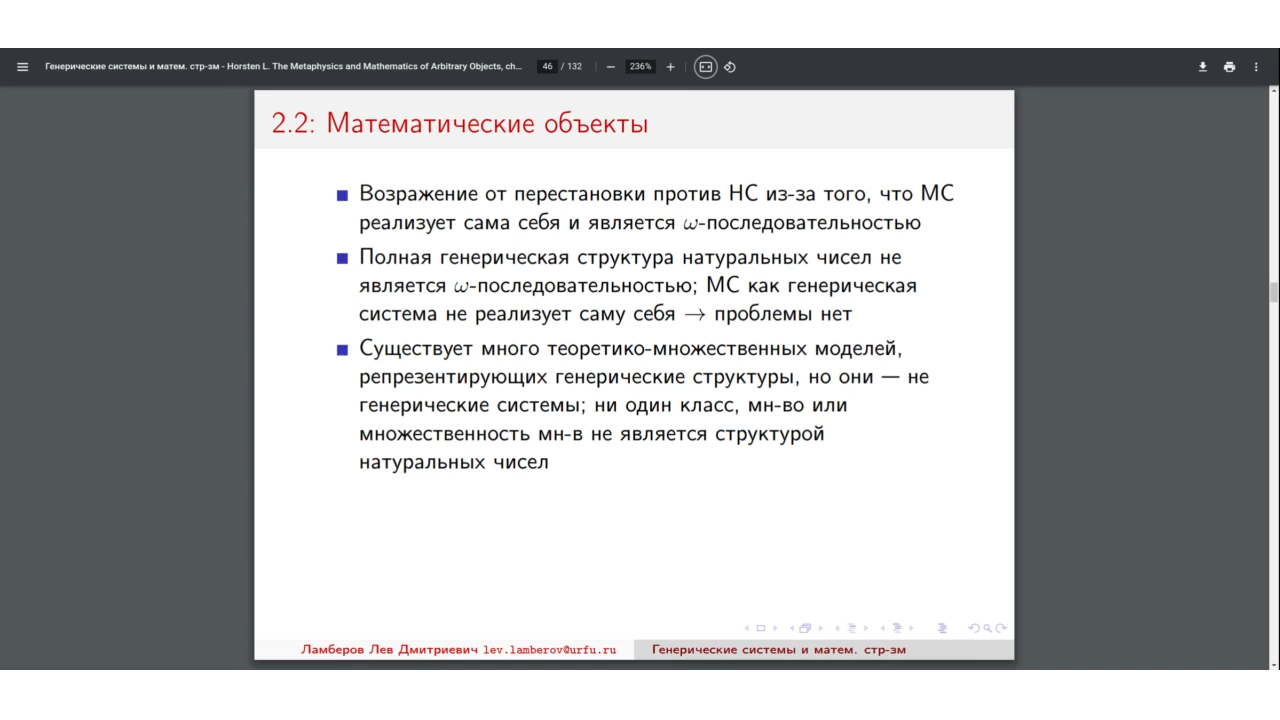 Генерические системы и матем. стр-зм - Horsten L. The Metaphysics and Mathematics of Arbitrary Objects, ch... 46 / 132 236%
2.2: Математические объекты
Возражение от перестановки против НС из-за того, что МС
реализует сама себя и является ω-последовательностью
Полная генерическая структура натуральных чисел не
является ω-последовательностью; МС как генерическая
система не реализует саму себя → проблемы нет
Существует много теоретико-множественных моделей,
репрезентирующих генерические структуры, но они — не
генерические системы; ни один класс, мн-во или
множественность мн-в не является структурой
натуральных чисел
Ламберов Лев Дмитриевич lev.lamberov@urfu.ru Генерические системы и матем. стр-зм